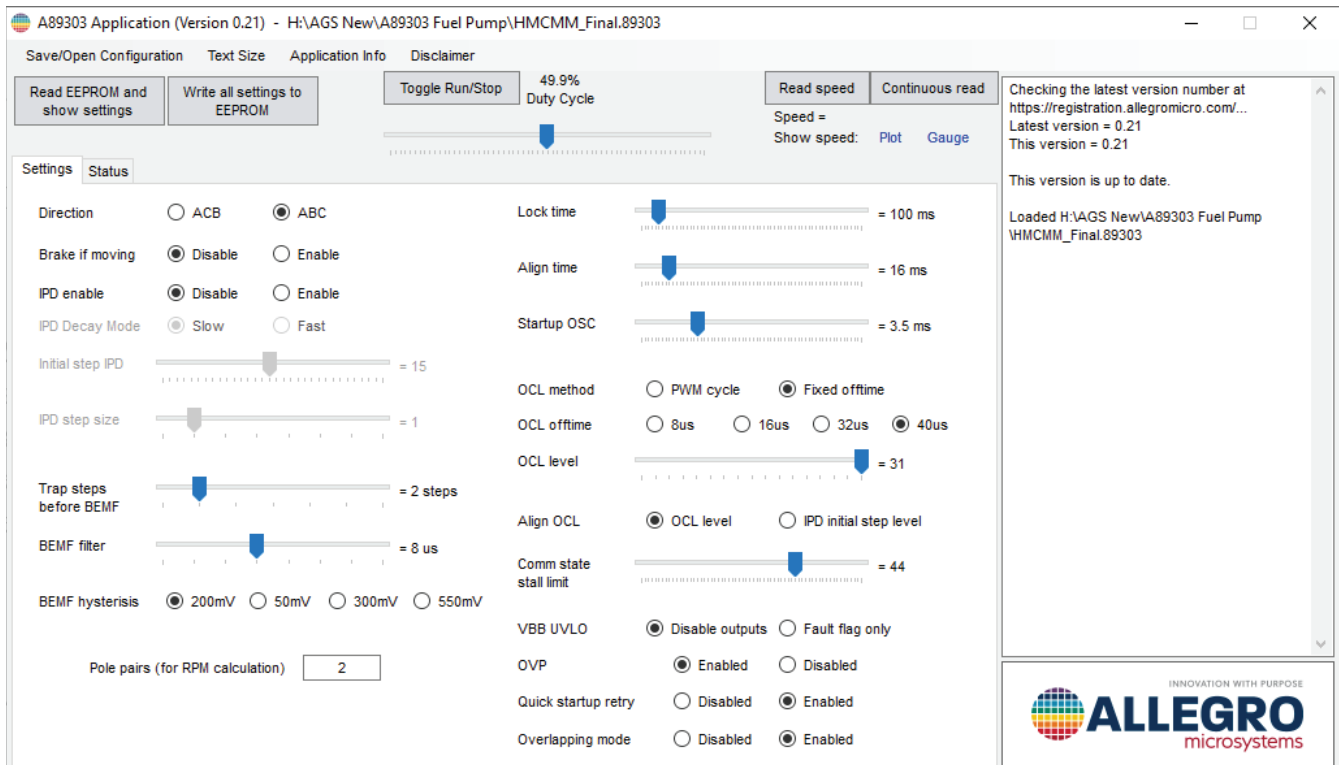 A89303 Application (Version 0.21) - H:\AGS New\A89303 Fuel Pump\HMCMM_Final.89303
Save/Open Configuration Text Size Application Info Disclaimer
Read EEPROM and
show settings
Write all settings to
EEPROM
Toggle Run/Stop
49.9%
Duty Cycle
Read speed Continuous read
Speed =
Show speed: Plot Gauge
Settings Status
Direction ACB ABC
Brake if moving Disable Enable
IPD enable Disable Enable
IPD Decay Mode Slow Fast
Initial step IPD = 15
IPD step size = 1
Trap steps
before BEMF
= 2 steps
BEMF filter = 8 us
BEMF hysterisis 200mV 50mV 300mV 550mV
Pole pairs (for RPM calculation) 2
Lock time = 100 ms
Align time = 16 ms
Startup OSC = 3.5 ms
OCL method PWM cycle Fixed offtime
OCL offtime 8us 16us 32us 40us
OCL level = 31
Align OCL OCL level IPD initial step level
Comm state
stall limit
= 44
VBB UVLO Disable outputs Fault flag only
OVP Enabled Disabled
Quick startup retry Disabled Enabled
Overlapping mode Disabled Enabled
Checking the latest version number at
https://registration.allegromicro.com/...
Latest version = 0.21
This version = 0.21
This version is up to date.
Loaded H:\AGS New\A89303 Fuel Pump
\HMCMM_Final.89303
INNOVATION WITH PURPOSE
ALLEGRO
microsystems